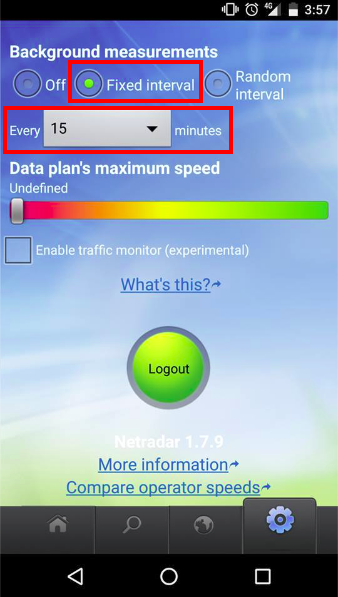 4G 3:57
Background measurements
Off Fixed interval Random
interval
Every 15 minutes
Data plan's maximum speed
Undefined
Enable traffic monitor (experimental)
What's this?
Logout
Netradar 1.7.9
More information
Compare operator speeds